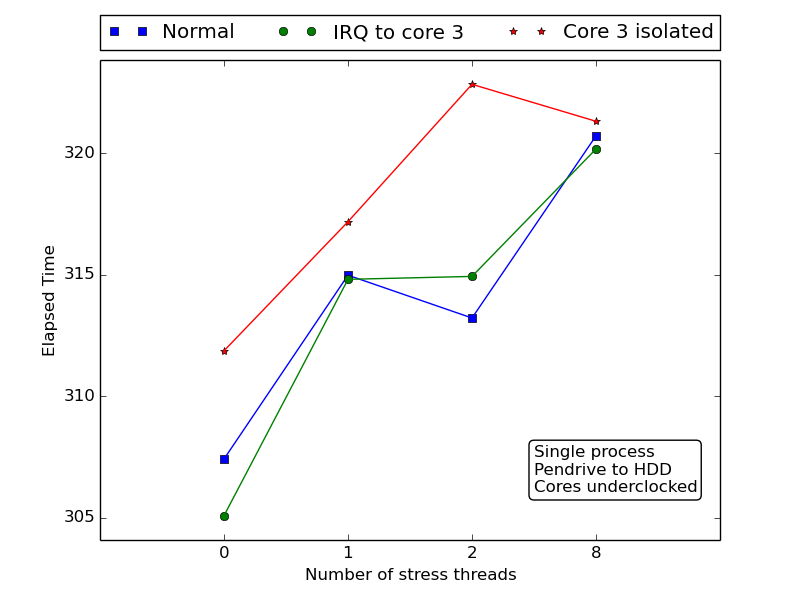 Normal IRQ to core 3 Core 3 isolated
320
315
310
305
Elapsed Time
Single process
Pendrive to HDD
Cores underclocked
0 1 2 8
Number of stress threads